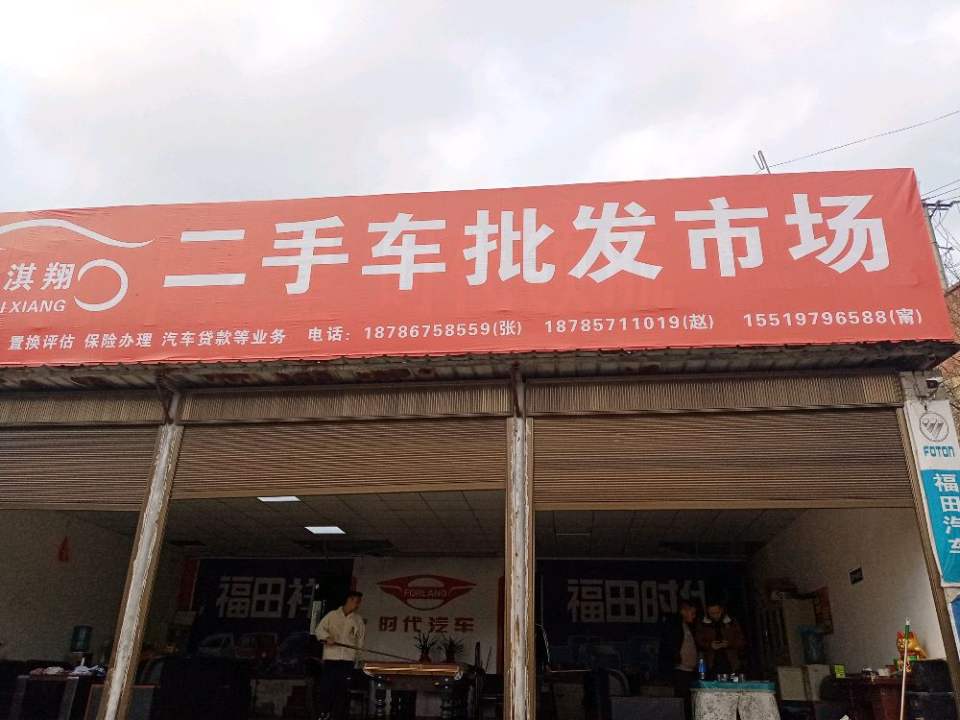 二手车批发市场
淇翔
XIANG
置换评估 保险办理 汽车贷款等业务 电话：18786758559(张) 18785711019(赵) 15519796588(甯)
FOTON
福田汽车
福田
FORLAND
时代汽车
福田时代